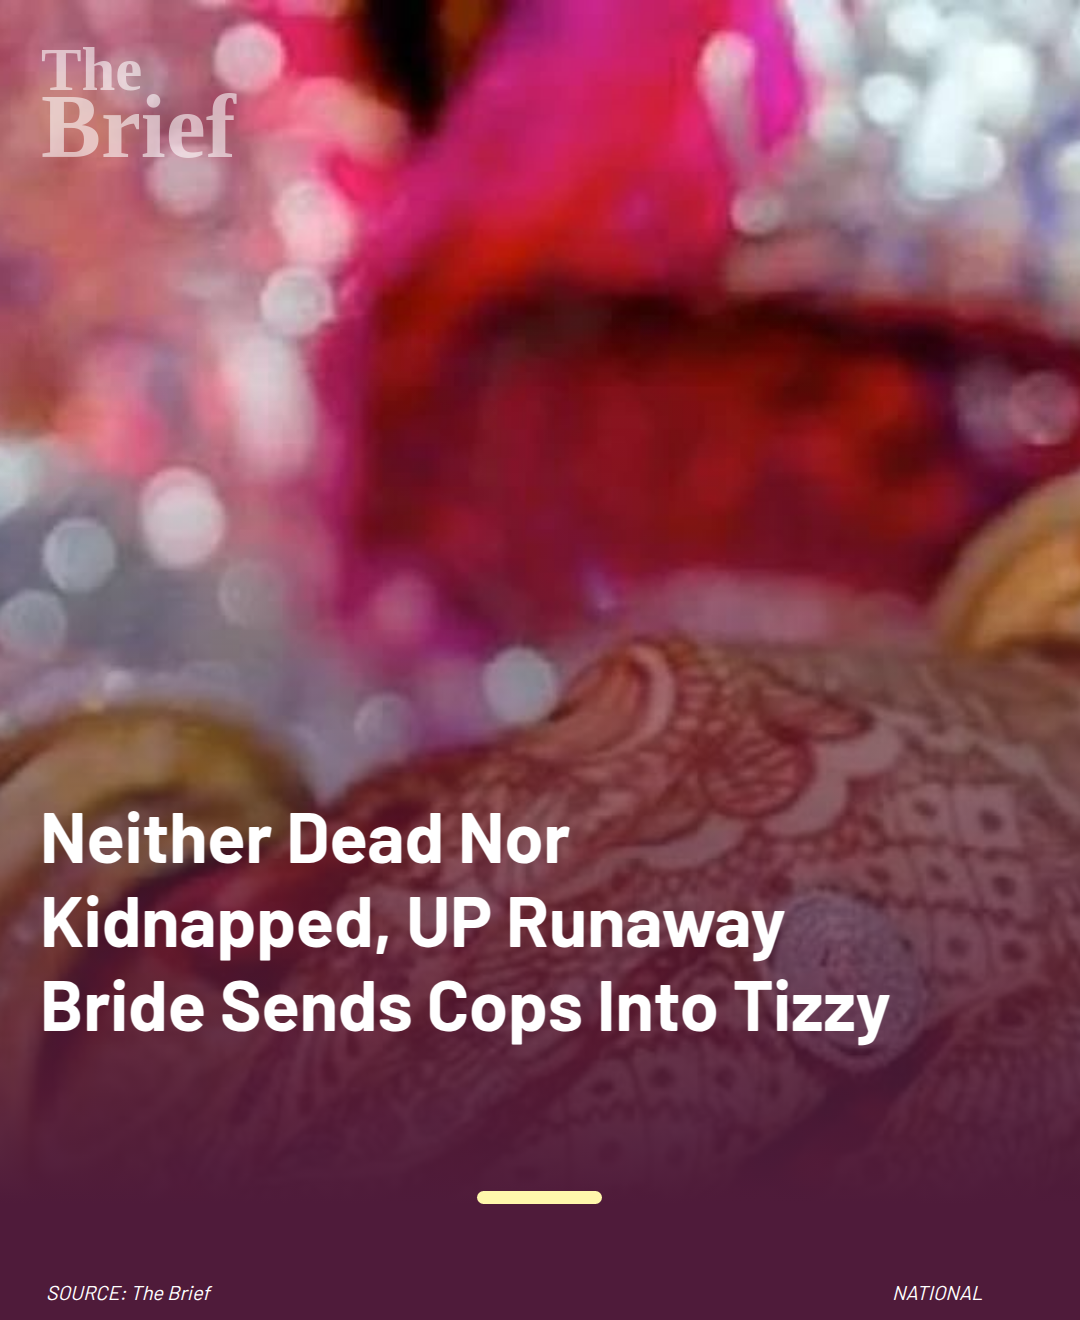 The
Brief
Neither Dead Nor
Kidnapped, UP Runaway
Bride Sends Cops Into Tizzy
SOURCE: The Brief
NATIONAL